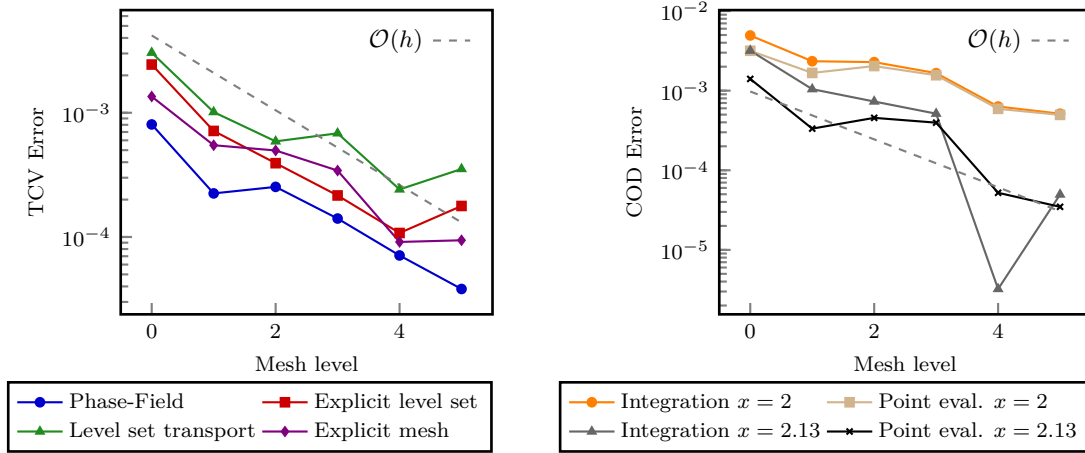 10⁻³
10⁻⁴
TCV Error
𝒪(h)
0
2
4
Mesh level
Phase-Field
Explicit level set
Level set transport
Explicit mesh
10⁻²
10⁻³
10⁻⁴
10⁻⁵
COD Error
𝒪(h)
0
2
4
Mesh level
Integration x = 2
Point eval. x = 2
Integration x = 2.13
Point eval. x = 2.13